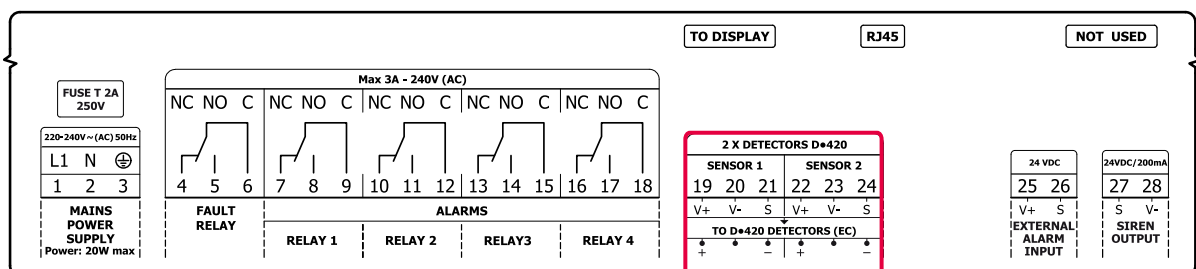 TO DISPLAY
RJ45
NOT USED
FUSE T 2A
250V
Max 3A - 240V (AC)
NC NO C NC NO C NC NO C NC NO C NC NO C
220-240V~(AC) 50Hz
L1 N
1 2 3
4 5 6 7 8 9 10 11 12 13 14 15 16 17 18
MAINS
POWER
SUPPLY
Power: 20W max
FAULT
RELAY
ALARMS
RELAY 1 RELAY 2 RELAY3 RELAY 4
2 X DETECTORS D●420
SENSOR 1 SENSOR 2
19 20 21 22 23 24
V+ V- S V+ V- S
TO D●420 DETECTORS (EC)
+ – + –
24 VDC
25 26
V+ S
EXTERNAL
ALARM
INPUT
24VDC/200mA
27 28
S V-
SIREN
OUTPUT